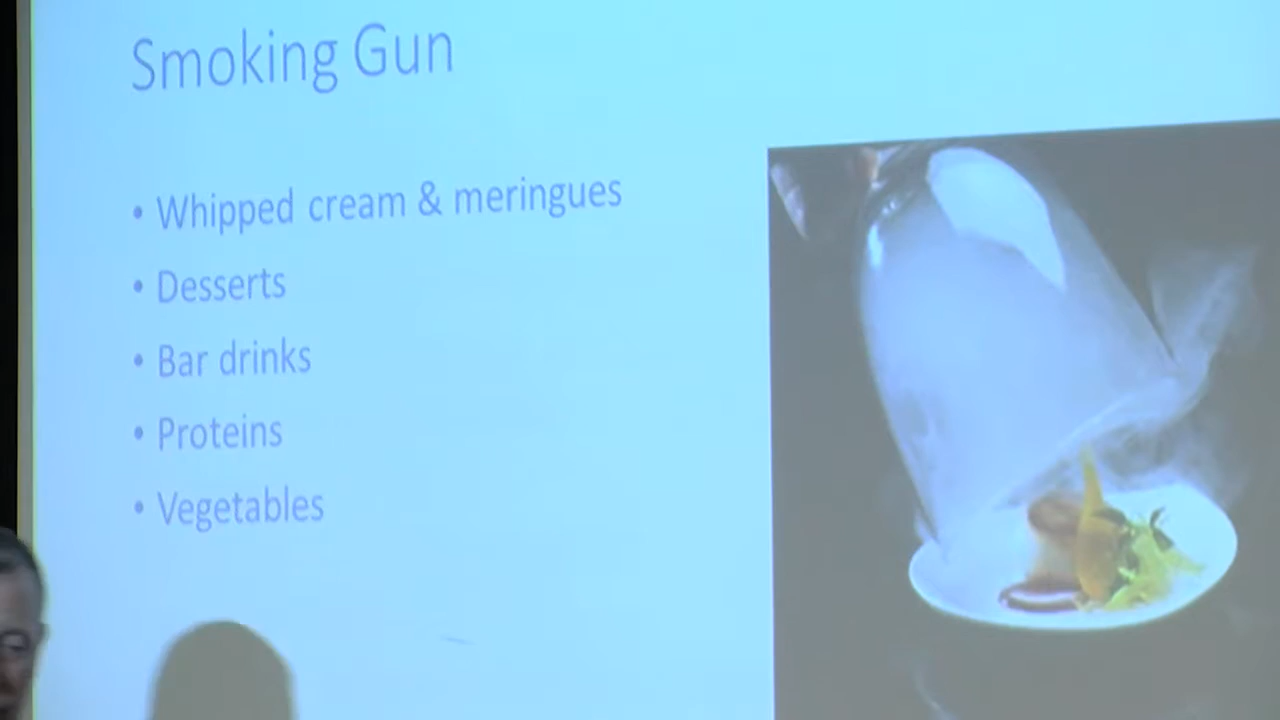 Smoking Gun
• Whipped cream & meringues
• Desserts
• Bar drinks
• Proteins
• Vegetables